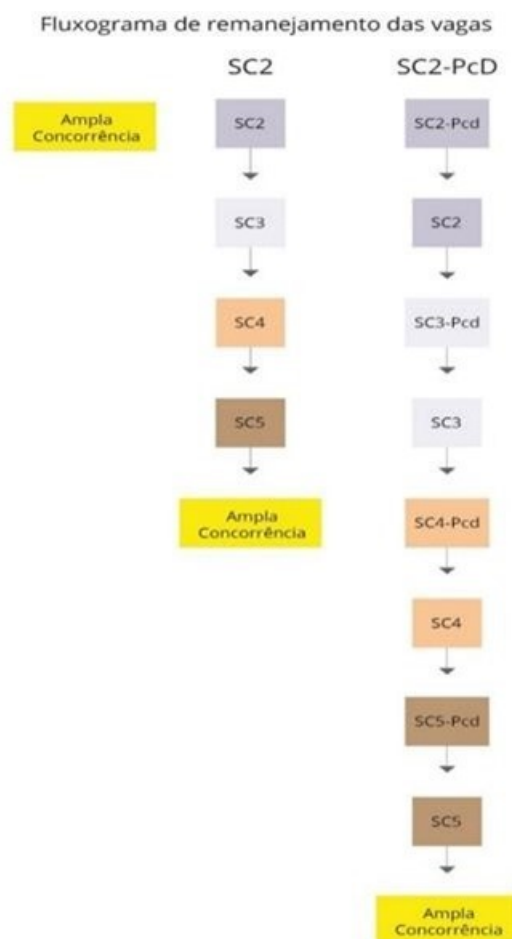 Fluxograma de remanejamento das vagas
SC2
SC2-PcD
Ampla
Concorrência
SC2
SC2-Pcd
SC3
SC2
SC4
SC3-Pcd
SC5
SC3
Ampla
Concorrência
SC4-Pcd
SC4
SC5-Pcd
SC5
Ampla
Concorrência